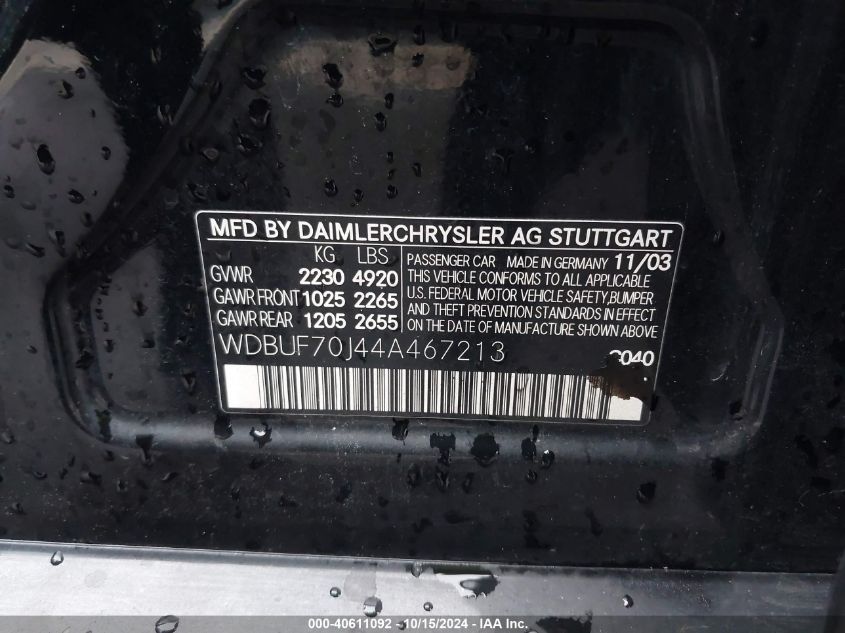 MFD BY DAIMLERCHRYSLER AG STUTTGART
KG LBS
GVWR 2230 4920
GAWR FRONT 1025 2265
GAWR REAR 1205 2655
PASSENGER CAR MADE IN GERMANY 11/03
THIS VEHICLE CONFORMS TO ALL APPLICABLE
U.S. FEDERAL MOTOR VEHICLE SAFETY, BUMPER
AND THEFT PREVENTION STANDARDS IN EFFECT
ON DATE OF MANUFACTURE SHOWN ABOVE
WDBUF70J44A467213
000-40611092 - 10/15/2024 - © IAA Inc.